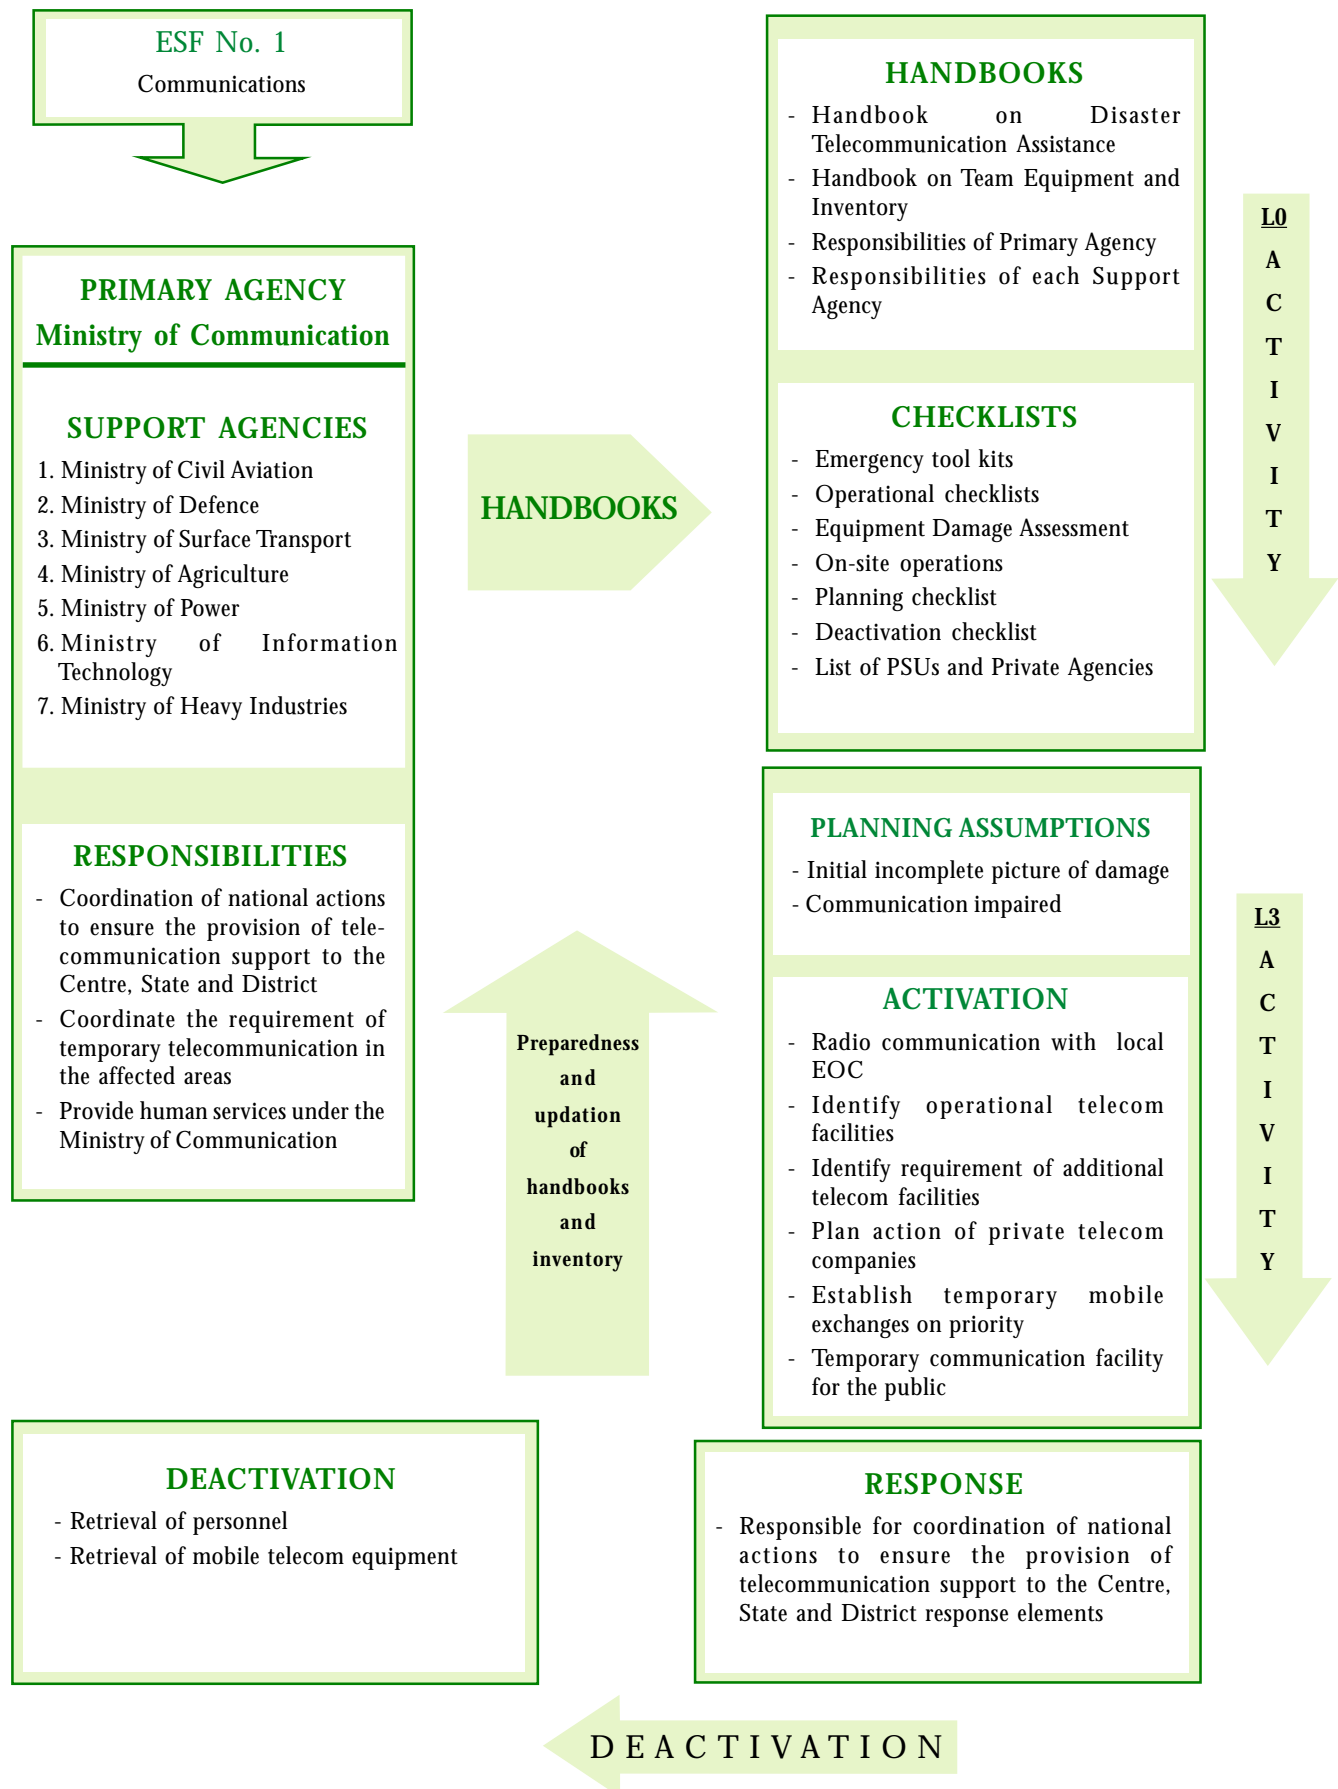 ESF No. 1
Communications
PRIMARY AGENCY
Ministry of Communication
SUPPORT AGENCIES
1. Ministry of Civil Aviation
2. Ministry of Defence
3. Ministry of Surface Transport
4. Ministry of Agriculture
5. Ministry of Power
6. Ministry of Information
Technology
7. Ministry of Heavy Industries
RESPONSIBILITIES
- Coordination of national actions
to ensure the provision of tele-
communication support to the
Centre, State and District
- Coordinate the requirement of
temporary telecommunication in
the affected areas
- Provide human services under the
Ministry of Communication
HANDBOOKS
HANDBOOKS
- Handbook on Disaster
Telecommunication Assistance
- Handbook on Team Equipment and
Inventory
- Responsibilities of Primary Agency
- Responsibilities of each Support
Agency
CHECKLISTS
- Emergency tool kits
- Operational checklists
- Equipment Damage Assessment
- On-site operations
- Planning checklist
- Deactivation checklist
- List of PSUs and Private Agencies
L0
A
C
T
I
V
I
T
Y
PLANNING ASSUMPTIONS
- Initial incomplete picture of damage
- Communication impaired
ACTIVATION
- Radio communication with local
EOC
- Identify operational telecom
facilities
- Identify requirement of additional
telecom facilities
- Plan action of private telecom
companies
- Establish temporary mobile
exchanges on priority
- Temporary communication facility
for the public
L3
A
C
T
I
V
I
T
Y
Preparedness
and
updation
of
handbooks
and
inventory
RESPONSE
- Responsible for coordination of national
actions to ensure the provision of
telecommunication support to the Centre,
State and District response elements
DEACTIVATION
DEACTIVATION
- Retrieval of personnel
- Retrieval of mobile telecom equipment